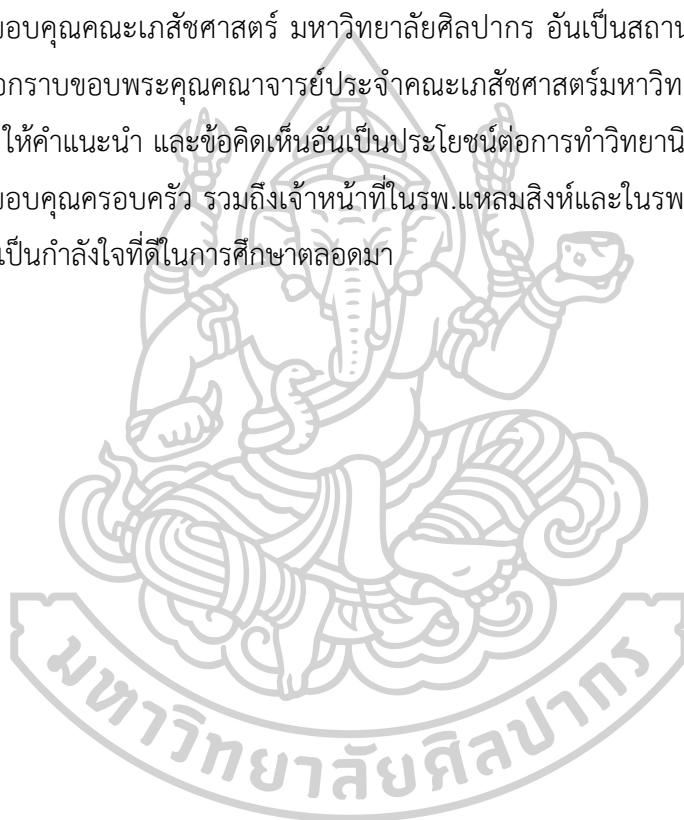 ขอบคุณคณะเภสัชศาสตร์ มหาวิทยาลัยศิลปากร อันเป็นสถาน
กราบขอบพระคุณคณาจารย์ประจำคณะเภสัชศาสตร์มหาวิท
ให้คำแนะนำ และข้อคิดเห็นอันเป็นประโยชน์ต่อการทำวิทยานิ
ขอบคุณครอบครัว รวมถึงเจ้าหน้าที่ในรพ.แหลมสิงห์และในรพ
เป็นกำลังใจที่ดีในการศึกษาตลอดมา
มหาวิทยาลัยศิลปากร